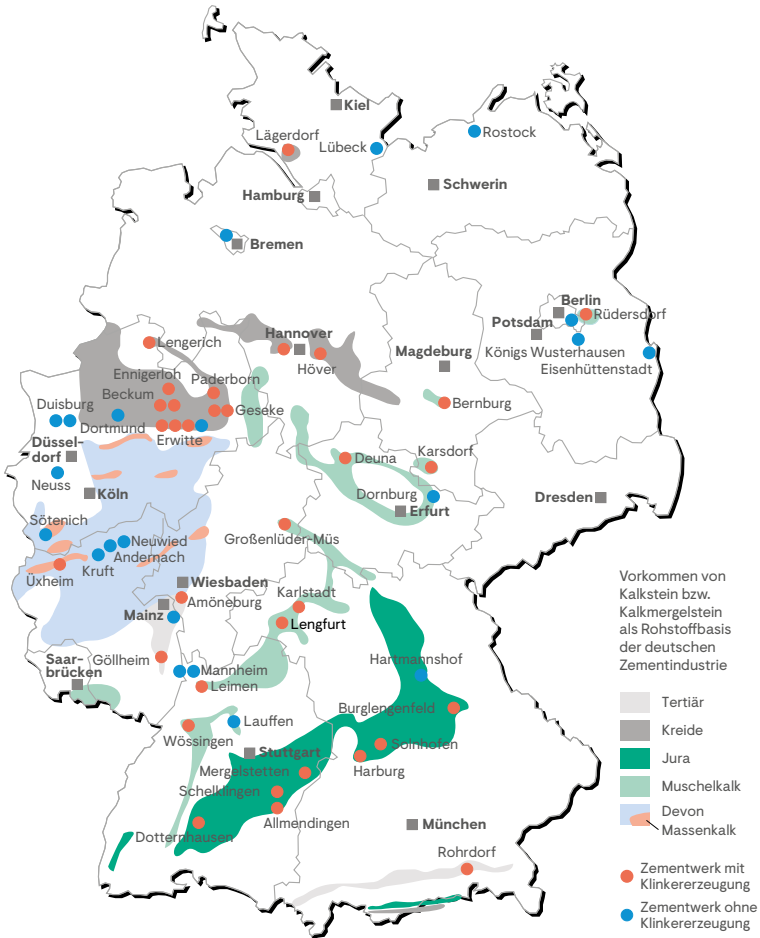 Kiel
Lägerdorf
Lübeck
Rostock
Schwerin
Hamburg
Bremen
Berlin
Rüdersdorf
Potsdam
Königs Wusterhausen
Eisenhüttenstadt
Hannover
Höver
Magdeburg
Lengerich
Ennigerloh
Paderborn
Beckum
Geseke
Bernburg
Duisburg
Dortmund
Erwitte
Düssel-
dorf
Neuss
Köln
Deuna
Karsdorf
Dornburg
Erfurt
Dresden
Sötenich
Neuwied
Andernach
Kruft
Üxheim
Großenlüder-Müs
Wiesbaden
Amöneburg
Mainz
Karlstadt
Lengfurt
Saar-
brücken
Göllheim
Mannheim
Leimen
Hartmannshof
Burglengenfeld
Lauffen
Wössingen
Stuttgart
Solnhofen
Harburg
Mergelstetten
Schelklingen
Allmendingen
Dotternhausen
München
Rohrdorf
Vorkommen von
Kalkstein bzw.
Kalkmergelstein
als Rohstoffbasis
der deutschen
Zementindustrie
Tertiär
Kreide
Jura
Muschelkalk
Devon
Massenkalk
Zementwerk mit
Klinkererzeugung
Zementwerk ohne
Klinkererzeugung